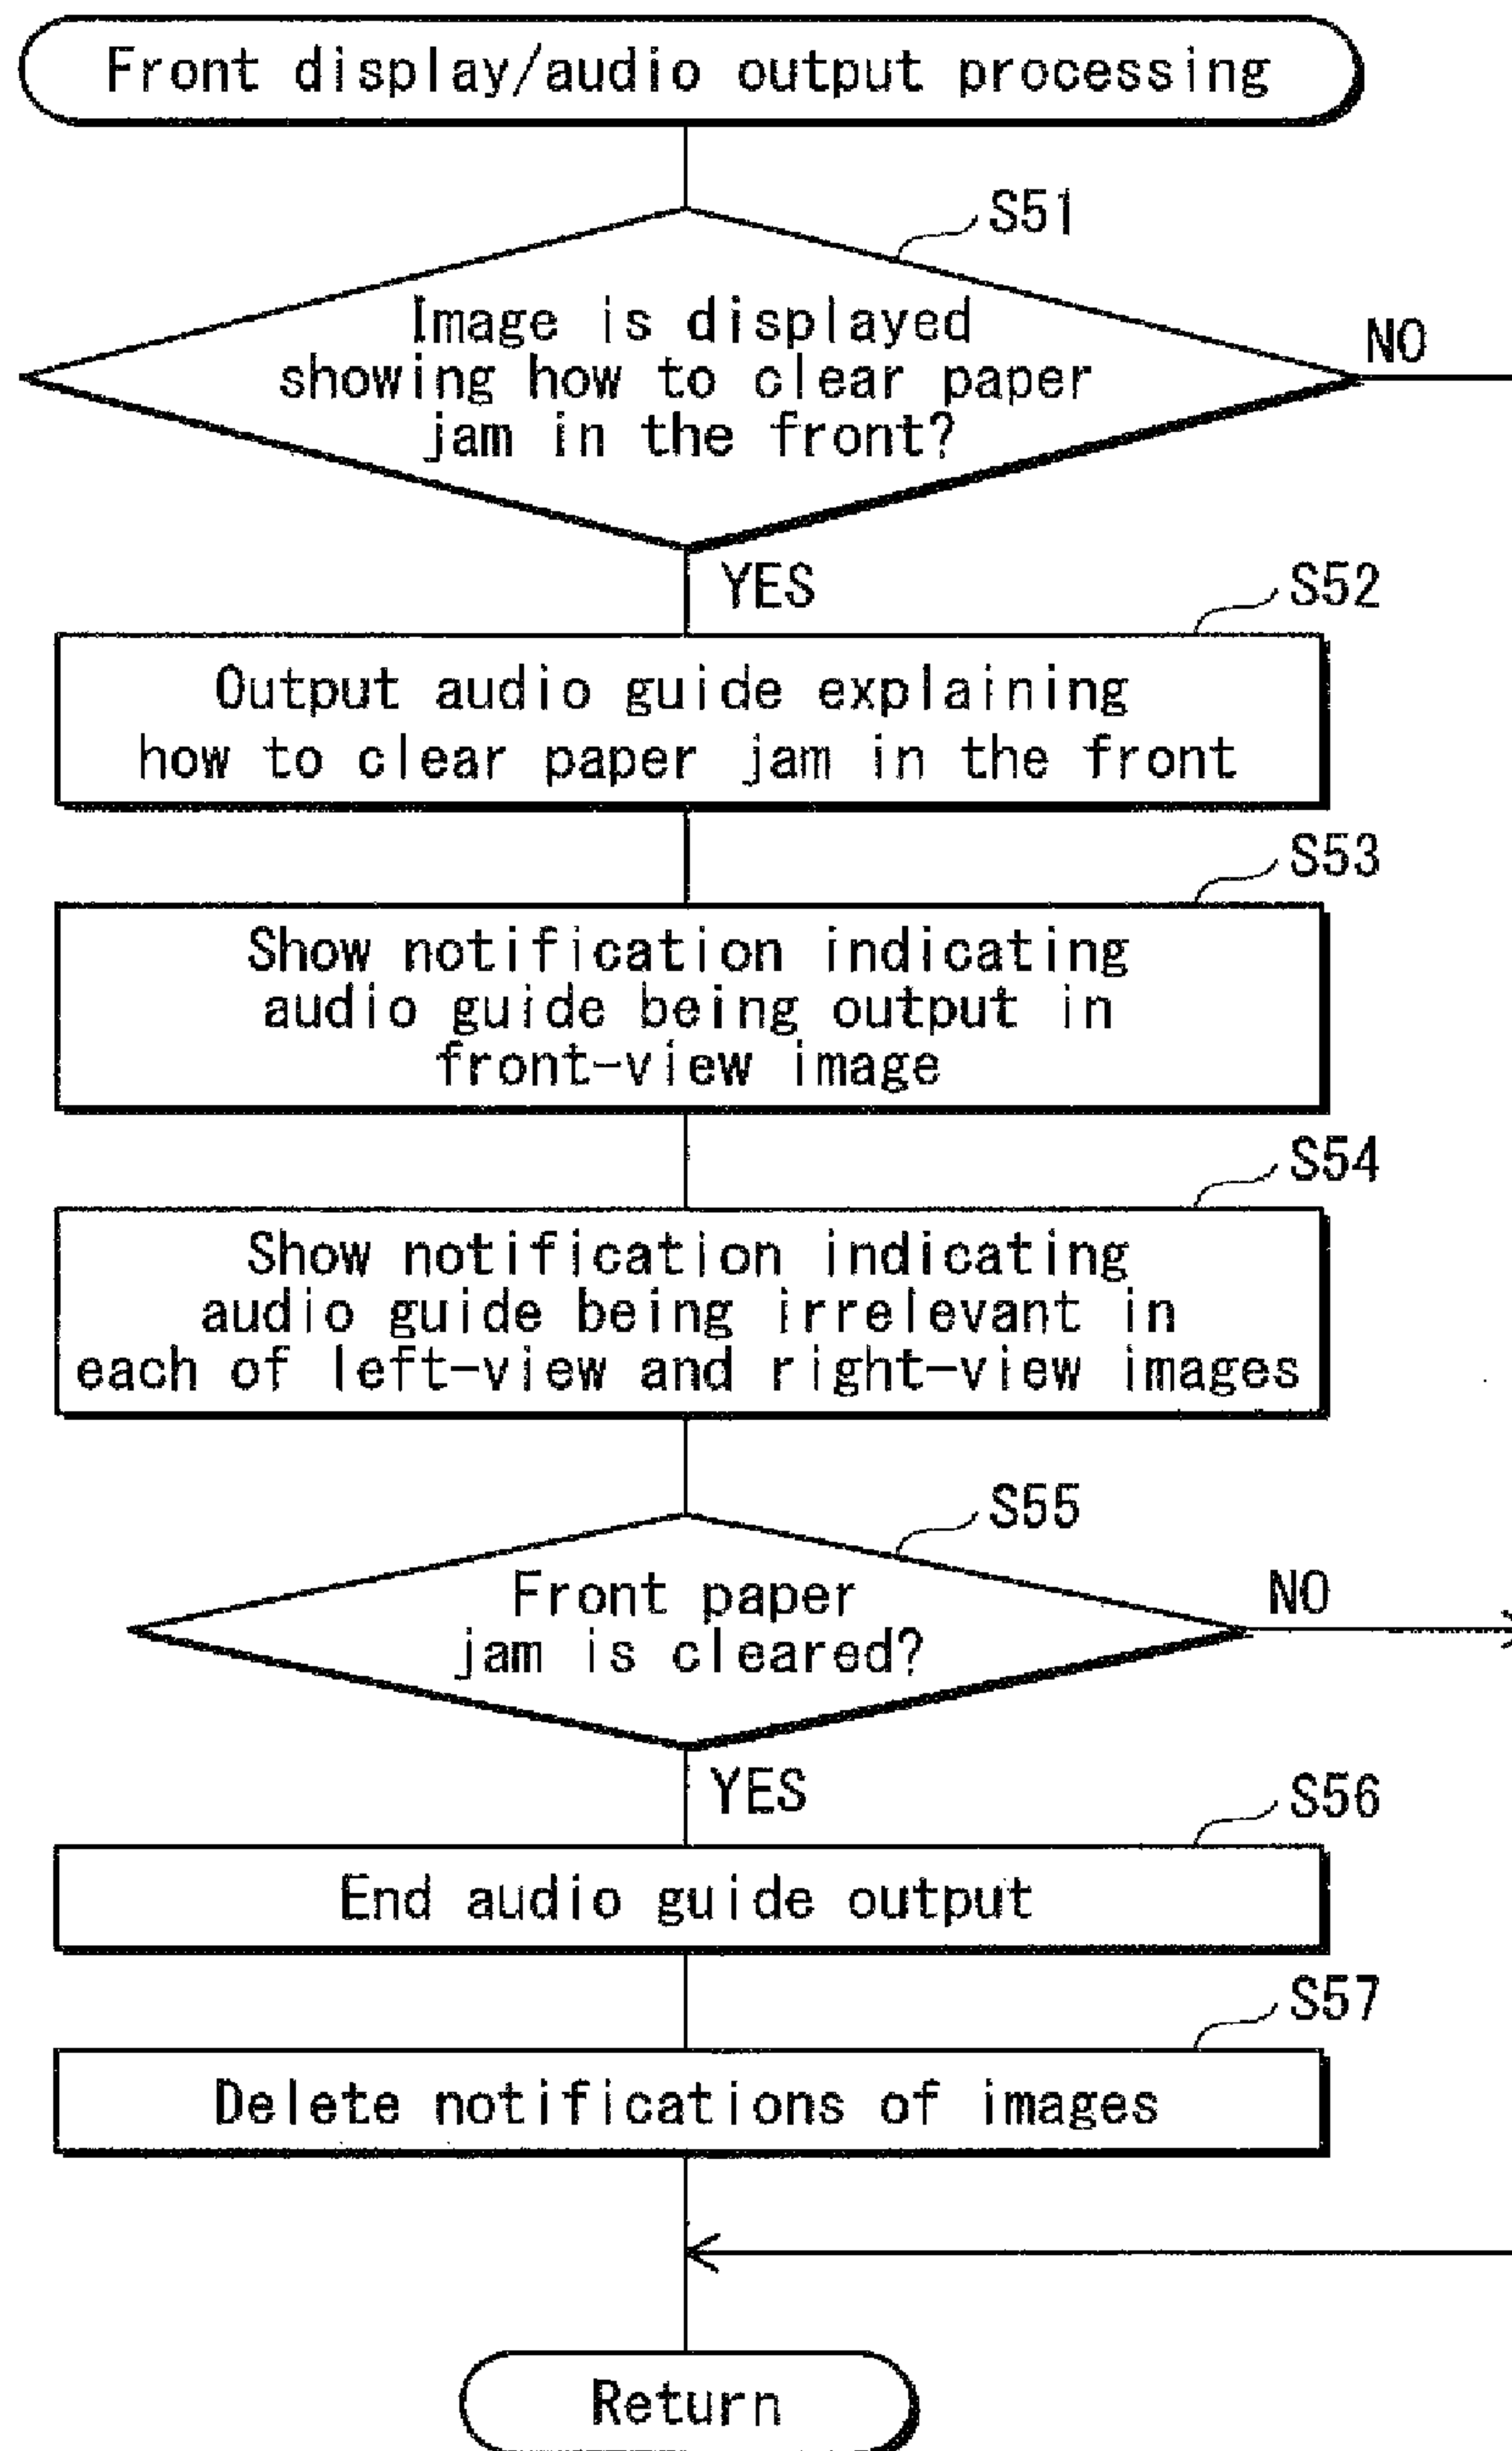 Front display/audio output processing
S51
Image is displayed
showing how to clear paper
jam in the front?
NO
YES
S52
Output audio guide explaining
how to clear paper jam in the front
S53
Show notification indicating
audio guide being output in
front-view image
S54
Show notification indicating
audio guide being irrelevant in
each of left-view and right-view images
S55
Front paper
jam is cleared?
NO
YES
S56
End audio guide output
S57
Delete notifications of images
Return